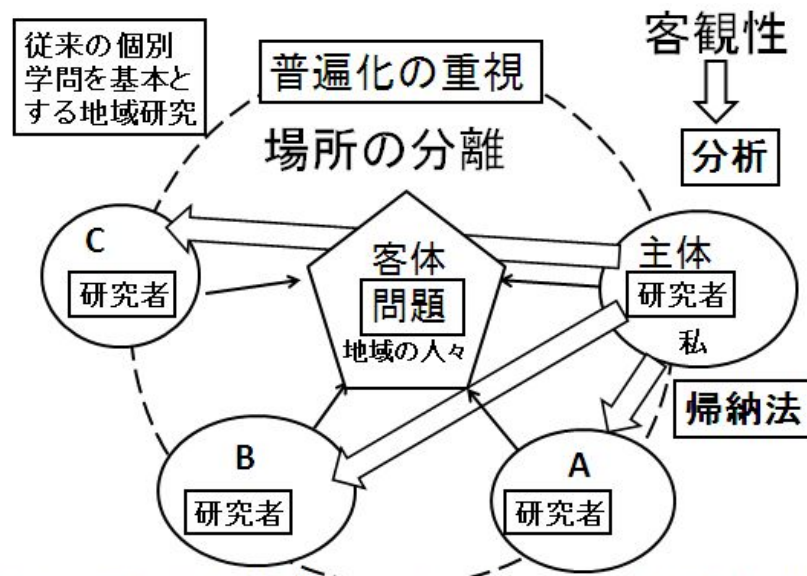 従来の個別
学問を基本と
する地域研究
普遍化の重視
客観性
分析
場所の分離
C
研究者
客体
問題
地域の人々
主体
研究者
私
帰納法
B
研究者
A
研究者